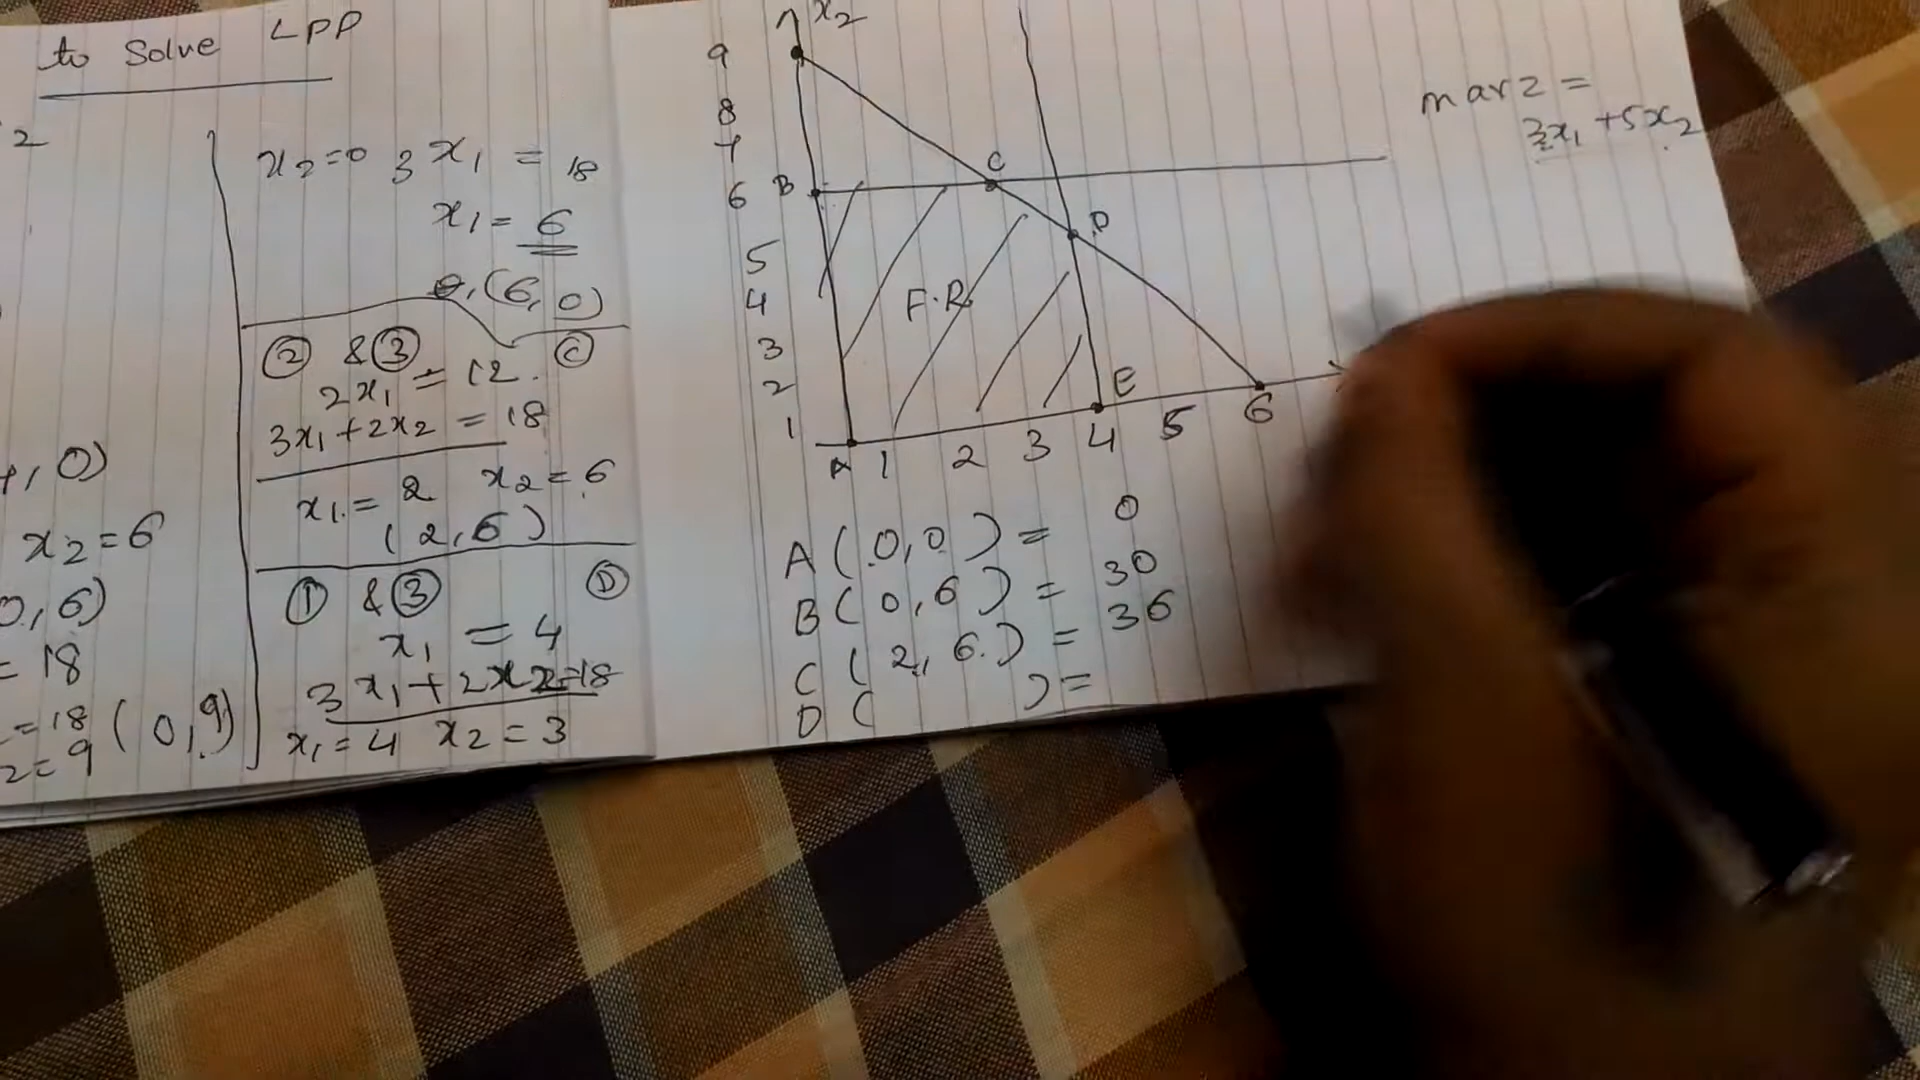 to Solve LPP
2
, 0)
x2=6
0,6)
= 18
=18 (0,9)
2=9
x2=0 3x1 = 18
x1= 6
(6,0)
② & ③ Ⓒ
2x1 = 12.
3x1+2x2 = 18
x1= 2 x2=6
(2,6)
① & ③ Ⓓ
x1 = 4
3x1+2x2=18
x1=4 x2=3
x2
9
8
7
6 B C
D
5
4 F.R
3
2 E
1
A 1 2 3 4 5 6
max z =
3x1+5x2
A (0,0) = 0
B (0,6) = 30
C (2,6) = 36
D ( ) =